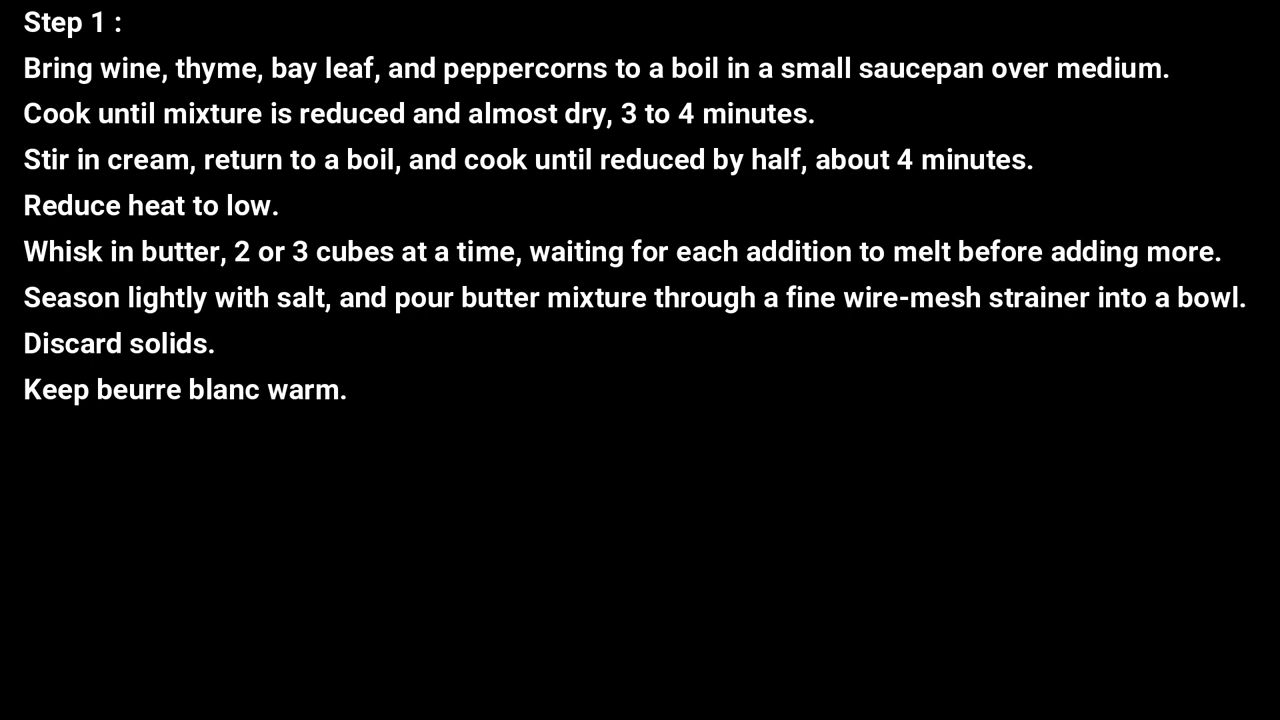 Step 1 :
Bring wine, thyme, bay leaf, and peppercorns to a boil in a small saucepan over medium.
Cook until mixture is reduced and almost dry, 3 to 4 minutes.
Stir in cream, return to a boil, and cook until reduced by half, about 4 minutes.
Reduce heat to low.
Whisk in butter, 2 or 3 cubes at a time, waiting for each addition to melt before adding more.
Season lightly with salt, and pour butter mixture through a fine wire-mesh strainer into a bowl.
Discard solids.
Keep beurre blanc warm.